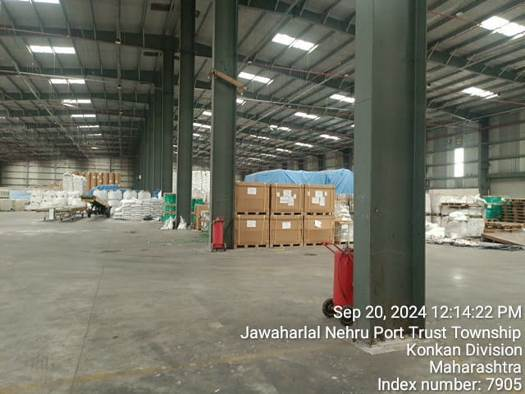 Sep 20, 2024 12:14:22 PM
Jawaharlal Nehru Port Trust Township
Konkan Division
Maharashtra
Index number: 7905